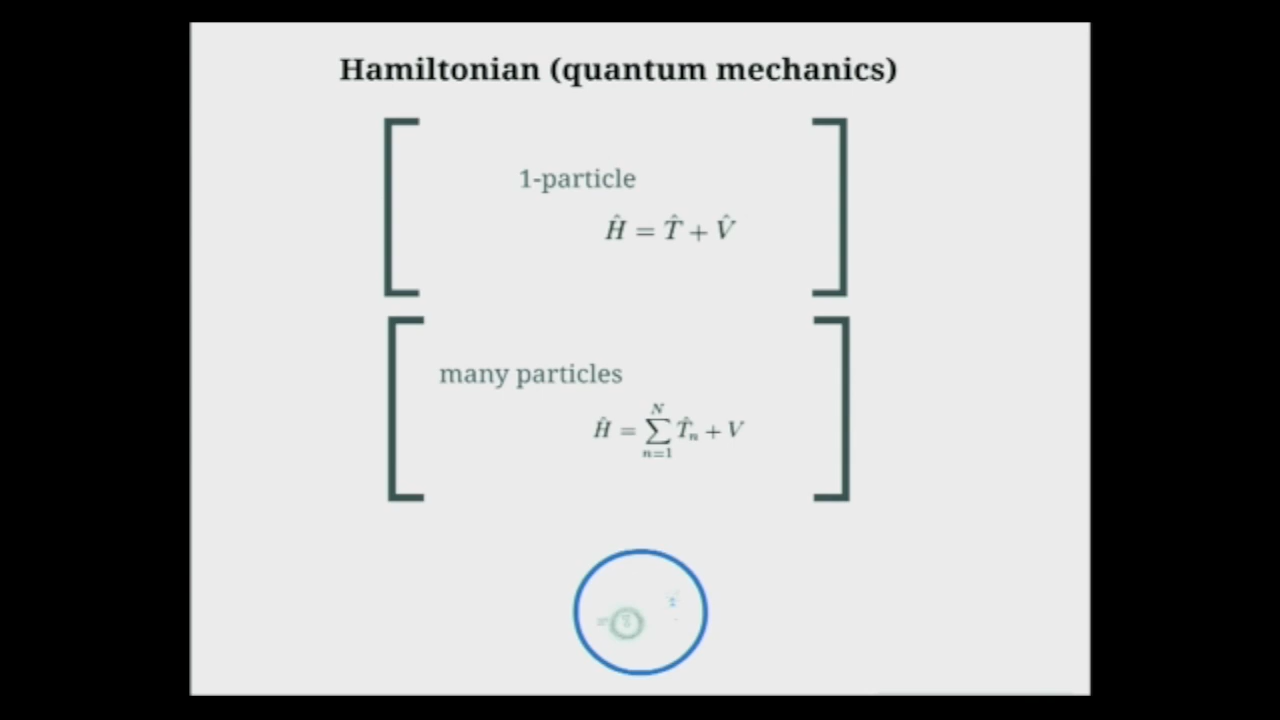 Hamiltonian (quantum mechanics)
1-particle
Ĥ = T̂ + V̂
many particles
Ĥ = ∑_{n=1}^{N} T̂_n + V